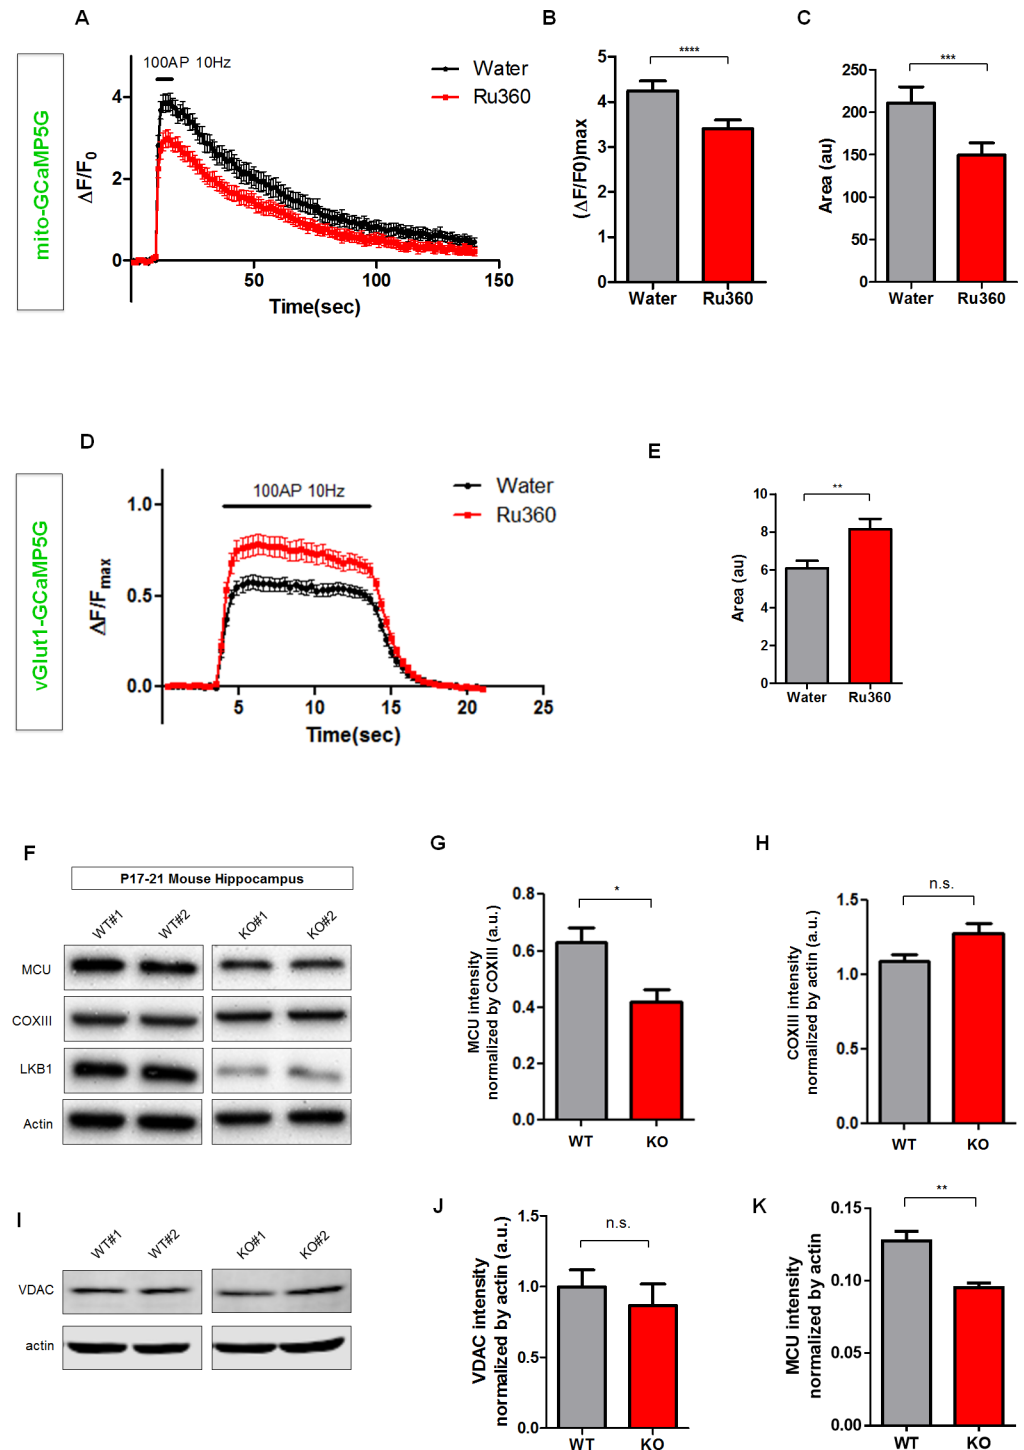 A
B
C
mito-GCaMP5G
100AP 10Hz
Water
Ru360
ΔF/F0
4
2
0
50
100
150
Time(sec)
****
(ΔF/F0)max
5
4
3
2
1
0
Water
Ru360
***
Area (au)
250
200
150
100
50
0
Water
Ru360
D
E
vGlut1-GCaMP5G
100AP 10Hz
Water
Ru360
ΔF/Fmax
1.0
0.5
0.0
5
10
15
20
25
Time(sec)
**
Area (au)
10
8
6
4
2
0
Water
Ru360
F
P17-21 Mouse Hippocampus
WT#1
WT#2
KO#1
KO#2
MCU
COXIII
LKB1
Actin
G
*
MCU intensity
normalized by COXIII (a.u.)
0.8
0.6
0.4
0.2
0.0
WT
KO
H
n.s.
COXIII intensity
normalized by actin (a.u.)
1.5
1.0
0.5
0.0
WT
KO
I
WT#1
WT#2
KO#1
KO#2
VDAC
actin
J
n.s.
VDAC intensity
normalized by actin (a.u.)
1.5
1.0
0.5
0.0
WT
KO
K
**
MCU intensity
normalized by actin
0.15
0.10
0.05
0.00
WT
KO